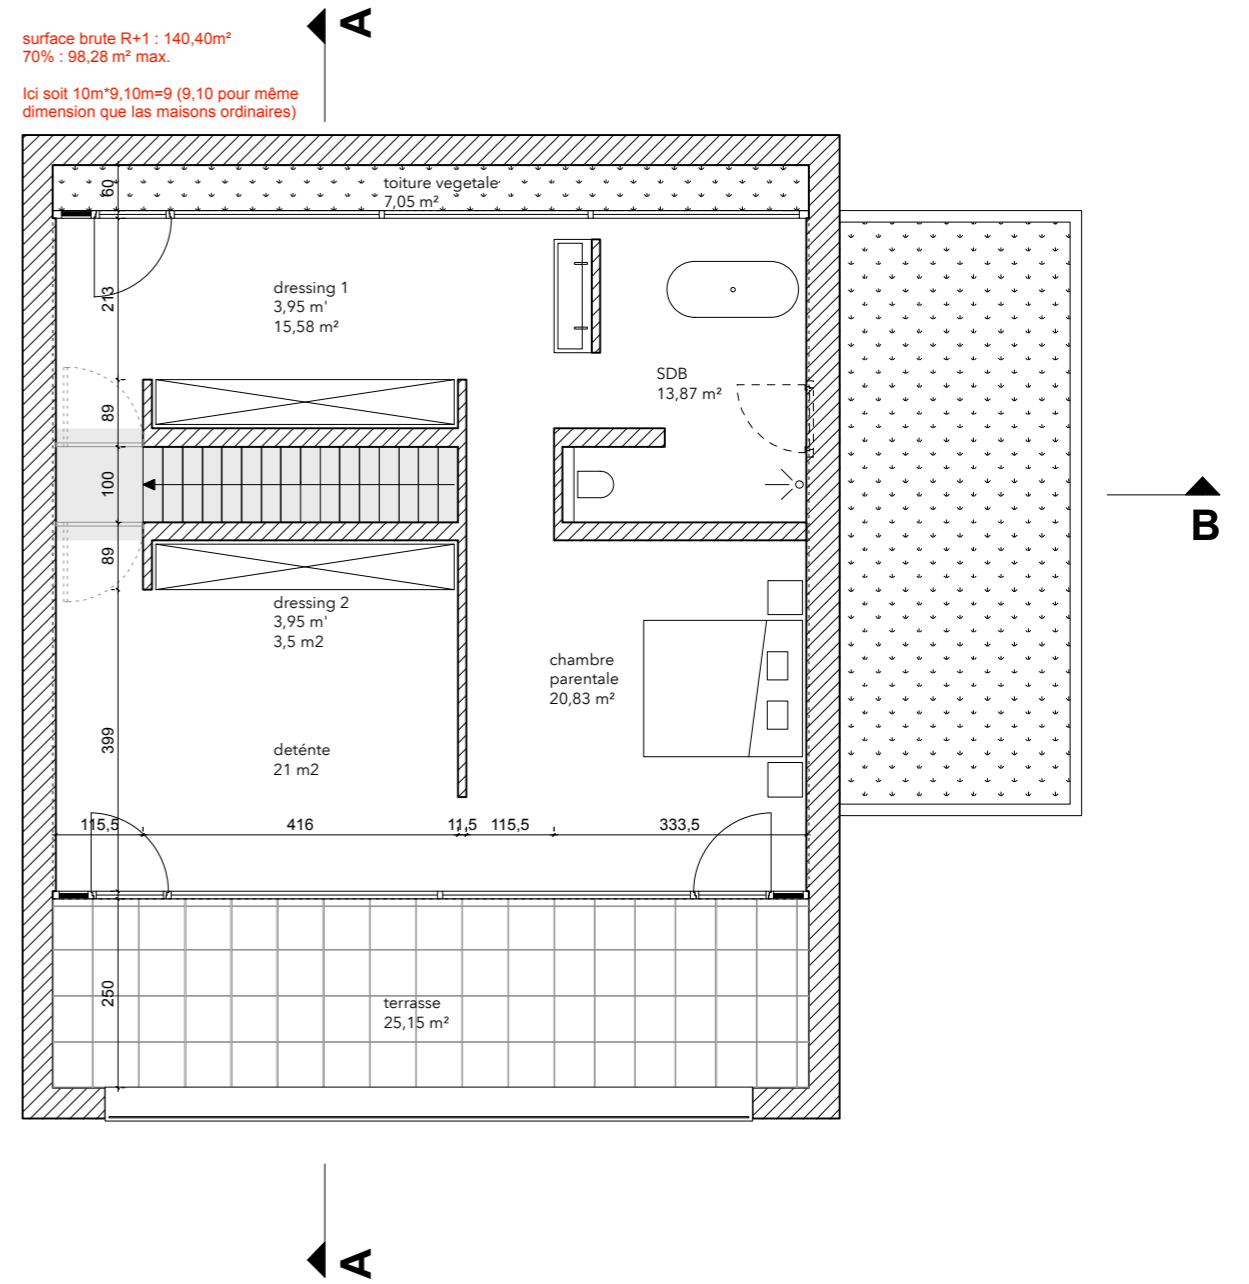 A
surface brute R+1 : 140,40m²
70% : 98,28 m² max.
Ici soit 10m*9,10m=9 (9,10 pour même
dimension que las maisons ordinaires)
toiture vegetale
7,05 m²
60
213
dressing 1
3,95 m'
15,58 m²
SDB
13,87 m²
89
100
B
89
dressing 2
3,95 m'
3,5 m2
chambre
parentale
20,83 m²
399
deténte
21 m2
115,5 416 11,5 115,5 333,5
250
terrasse
25,15 m²
A